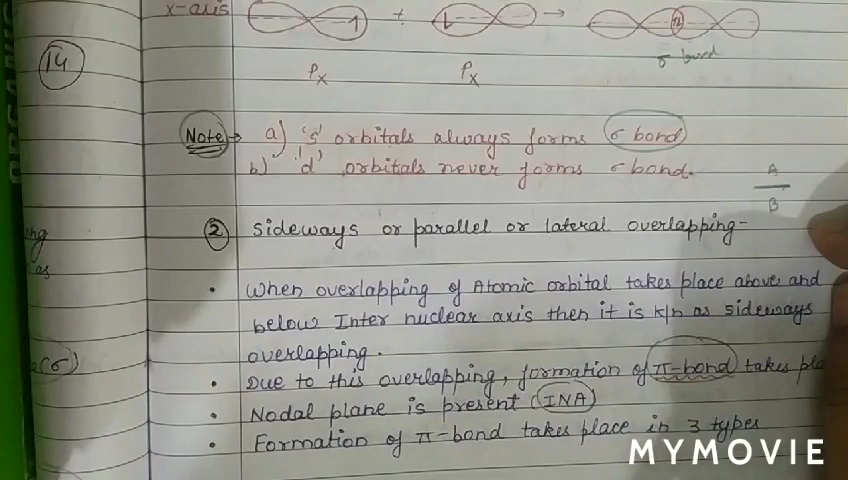 x-axis + →
Px Px σ bond
14
Note → a) 's' orbitals always forms σ bond
b) 'd' orbitals never forms σ bond.
A
B
2 Sideways or parallel or lateral overlapping-
• When overlapping of Atomic orbital takes place above and
below Inter nuclear axis then it is k/n as sideways
overlapping.
• Due to this overlapping, formation of π-bond takes pla
• Nodal plane is present (INA)
• Formation of π-bond takes place in 3 types
ong
as
(σ)
ORGANIC
MYMOVIE